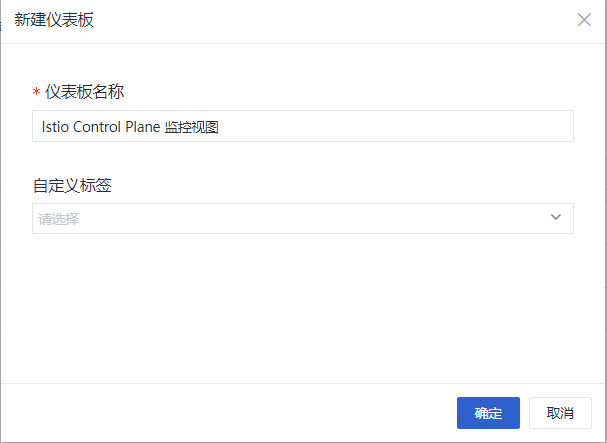 新建仪表板
* 仪表板名称
Istio Control Plane 监控视图
自定义标签
请选择
确定
取消